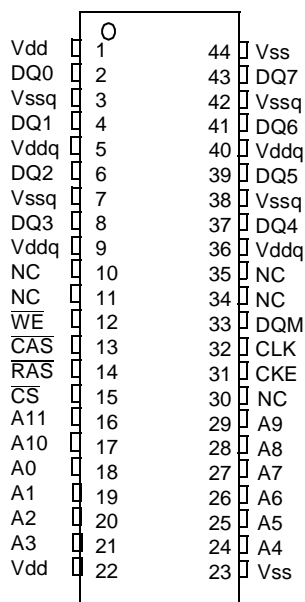 Vdd 1 44 Vss
DQ0 2 43 DQ7
Vssq 3 42 Vssq
DQ1 4 41 DQ6
Vddq 5 40 Vddq
DQ2 6 39 DQ5
Vssq 7 38 Vssq
DQ3 8 37 DQ4
Vddq 9 36 Vddq
NC 10 35 NC
NC 11 34 NC
W̅E̅ 12 33 DQM
C̅A̅S̅ 13 32 CLK
R̅A̅S̅ 14 31 CKE
C̅S̅ 15 30 NC
A11 16 29 A9
A10 17 28 A8
A0 18 27 A7
A1 19 26 A6
A2 20 25 A5
A3 21 24 A4
Vdd 22 23 Vss